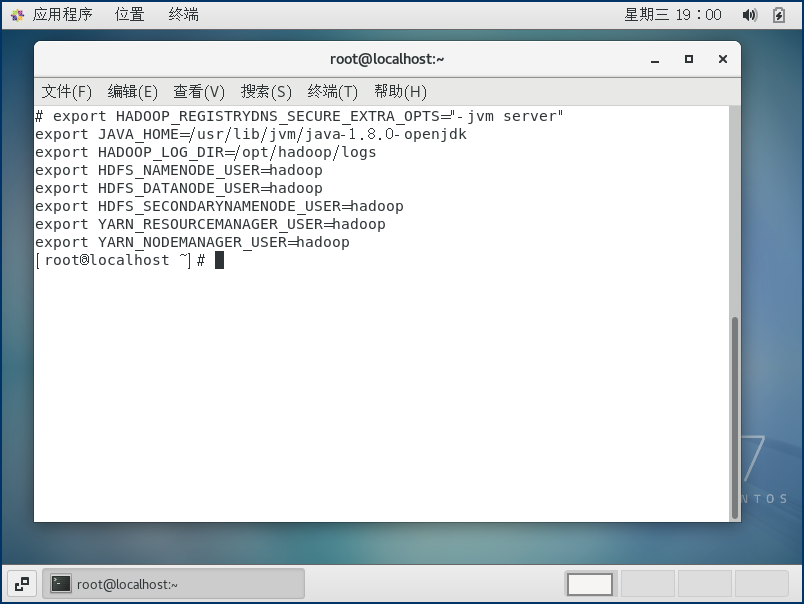 应用程序 位置 终端 星期三 19：00
root@localhost:~
文件(F) 编辑(E) 查看(V) 搜索(S) 终端(T) 帮助(H)
# export HADOOP_REGISTRYDNS_SECURE_EXTRA_OPTS="-jvm server"
export JAVA_HOME=/usr/lib/jvm/java-1.8.0-openjdk
export HADOOP_LOG_DIR=/opt/hadoop/logs
export HDFS_NAMENODE_USER=hadoop
export HDFS_DATANODE_USER=hadoop
export HDFS_SECONDARYNAMENODE_USER=hadoop
export YARN_RESOURCEMANAGER_USER=hadoop
export YARN_NODEMANAGER_USER=hadoop
[root@localhost ~]#
7
NTOS
root@localhost:~